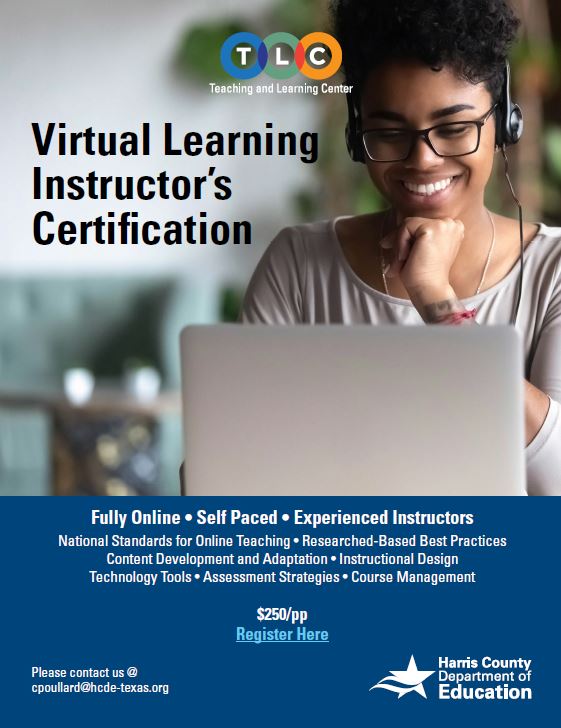 TLC
Teaching and Learning Center
Virtual Learning
Instructor's
Certification
Fully Online • Self Paced • Experienced Instructors
National Standards for Online Teaching • Researched-Based Best Practices
Content Development and Adaptation • Instructional Design
Technology Tools • Assessment Strategies • Course Management
$250/pp
Register Here
Please contact us @
cpoullard@hcde-texas.org
Harris County
Department of
Education